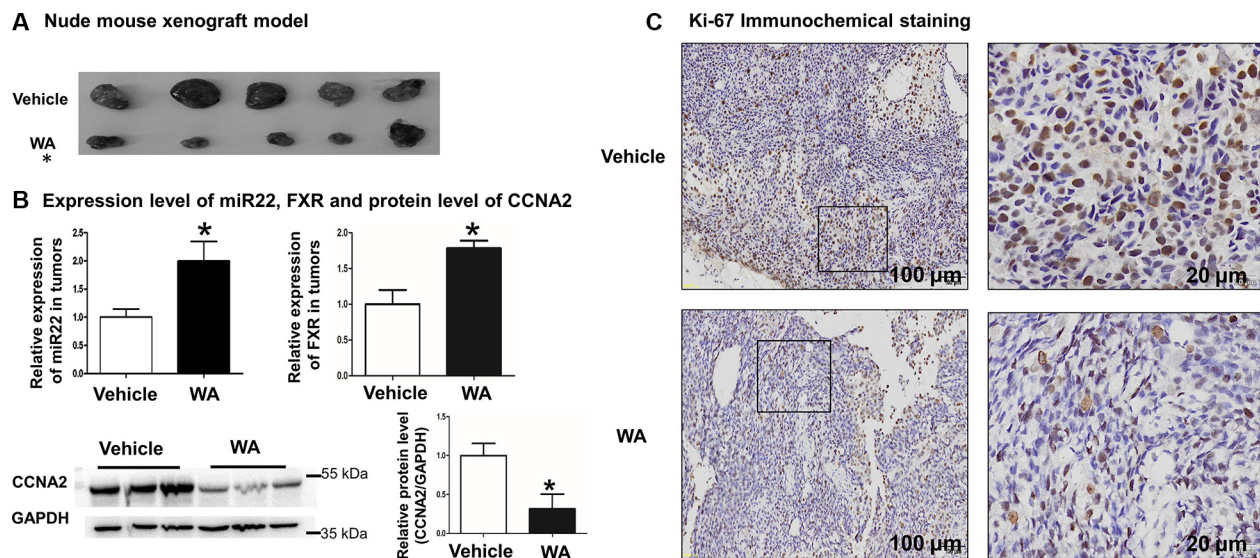 A Nude mouse xenograft model
Vehicle
WA
*
B Expression level of miR22, FXR and protein level of CCNA2
Relative expression
of miR22 in tumors
2.5
2.0
1.5
1.0
0.5
0.0
*
Vehicle WA
Relative expression
of FXR in tumors
2.0
1.5
1.0
0.5
0.0
*
Vehicle WA
Vehicle WA
CCNA2
GAPDH
55 kDa
35 kDa
Relative protein level
(CCNA2/GAPDH)
1.5
1.0
0.5
0.0
*
Vehicle WA
C Ki-67 Immunochemical staining
Vehicle
100 µm
20 µm
WA
100 µm
20 µm